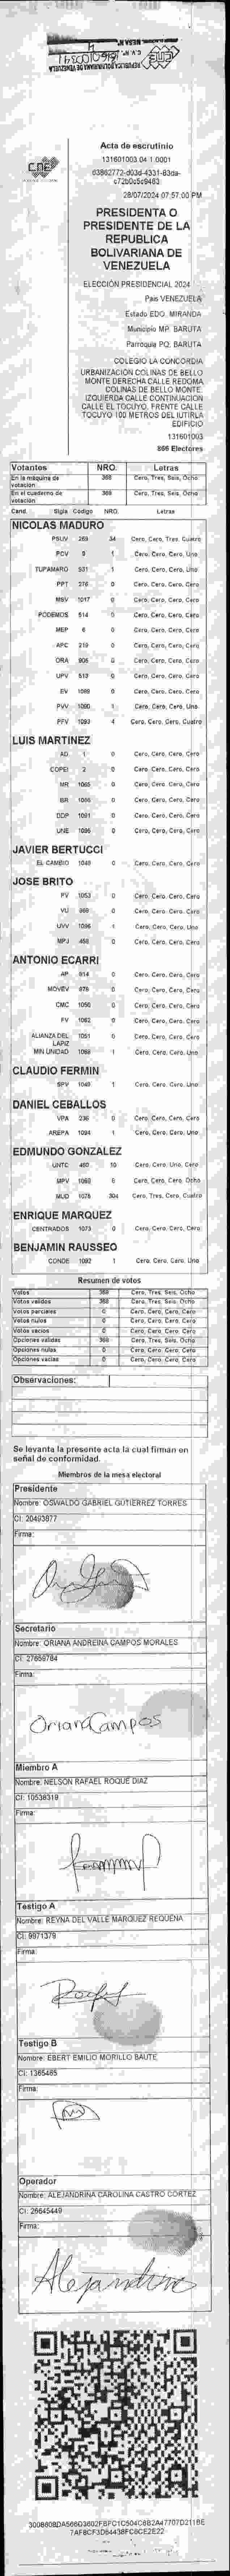 CNE
Acta de escrutinio
131601003.04.1.0001
28/07/2024 07:57:00 PM
PRESIDENTA O
PRESIDENTE DE LA
REPUBLICA
BOLIVARIANA DE
VENEZUELA
ELECCIÓN PRESIDENCIAL 2024
País VENEZUELA
Estado EDO. MIRANDA
Municipio MP. BARUTA
Parroquia PQ. BARUTA
COLEGIO LA CONCORDIA
URBANIZACIÓN COLINAS DE BELLO
MONTE DERECHA CALLE REDOMA
COLINAS DE BELLO MONTE.
IZQUIERDA CALLE CONTINUACION
CALLE EL TOCUYO. FRENTE CALLE
TOCUYO 100 METROS DEL IUTIRLA
EDIFICIO
131601003
866 Electores
Votantes NRO. Letras
En la máquina de votación 368 Cero, Tres, Seis, Ocho
En el cuaderno de votación 369 Cero, Tres, Seis,
Cand. Sigla Código NRO. Letras
NICOLAS MADURO
PSUV 269 34 Cero, Cero, Tres, Cuatro
PCV 9 1 Cero, Cero, Cero, Uno
TUPAMARO 531 1 Cero, Cero, Cero, Uno
PPT 276 0 Cero, Cero, Cero, Cero
MSV 1017 0 Cero, Cero, Cero, Cero
PODEMOS 514 0 Cero, Cero, Cero, Cero
MEP 6 0 Cero, Cero, Cero, Cero
APC 219 0 Cero, Cero, Cero, Cero
ORA 905 0 Cero, Cero, Cero, Cero
UPV 513 0 Cero, Cero, Cero, Cero
EV 1089 0 Cero, Cero, Cero, Cero
PVV 1090 1 Cero, Cero, Cero, Uno
PFV 1093 4 Cero, Cero, Cero, Cuatro
LUIS MARTINEZ
AD 1 0 Cero, Cero, Cero, Cero
COPEI 2 0 Cero, Cero, Cero, Cero
MR 1065 0 Cero, Cero, Cero, Cero
BR 1006 0 Cero, Cero, Cero, Cero
DDP 1091 0 Cero, Cero, Cero, Cero
UNE 1095 0 Cero, Cero, Cero, Cero
JAVIER BERTUCCI
EL CAMBIO 1048 0 Cero, Cero, Cero, Cero
JOSE BRITO
PV 1053 0 Cero, Cero, Cero, Cero
VU 969 0 Cero, Cero, Cero, Cero
UVV 1096 1 Cero, Cero, Cero, Uno
MPJ 458 0 Cero, Cero, Cero, Cero
ANTONIO ECARRI
AP 914 0 Cero, Cero, Cero, Cero
MOVEV 979 0 Cero, Cero, Cero, Cero
CMC 1050 0 Cero, Cero, Cero, Cero
FV 1062 0 Cero, Cero, Cero, Cero
ALIANZA DEL LAPIZ 1051 0 Cero, Cero, Cero, Cero
MIN UNIDAD 1088 1 Cero, Cero, Cero, Uno
CLAUDIO FERMIN
SPV 1040 1 Cero, Cero, Cero, Uno
DANIEL CEBALLOS
VPA 236 0 Cero, Cero, Cero, Cero
AREPA 1094 1 Cero, Cero, Cero, Uno
EDMUNDO GONZALEZ
UNTC 460 10 Cero, Cero, Uno, Cero
MPV 1060 Cero, Cero, Cero, Ocho
MUD 1078 304 Cero, Tres, Cero, Cuatro
ENRIQUE MARQUEZ
CENTRADOS 1073 0 Cero, Cero, Cero, Cero
BENJAMIN RAUSSEO
CONDE 1092 1 Cero, Cero, Cero, Uno
Resumen de votos
Votos 368 Cero, Tres, Seis, Ocho
Votos validos 368 Cero, Tres, Seis, Ocho
Votos parciales 0 Cero, Cero, Cero, Cero
Votos nulos 0 Cero, Cero, Cero, Cero
Votos vacios 0 Cero, Cero, Cero, Cero
Opciones validas 368 Cero, Tres, Seis, Ocho
Opciones nulas 0 Cero, Cero, Cero, Cero
Opciones vacias 0 Cero, Cero, Cero, Cero
Observaciones:
Se levanta la presente acta la cual firman en
señal de conformidad.
Miembros de la mesa electoral
Presidente
Nombre: OSWALDO GABRIEL GUTIERREZ TORRES
CI: 20493877
Firma:
Secretario
Nombre: ORIANA ANDREINA CAMPOS MORALES
CI: 27659784
Firma:
Oriana Campos
Miembro A
Nombre: NELSON RAFAEL ROQUE DIAZ
CI: 10538319
Firma:
Testigo A
Nombre: REYNA DEL VALLE MARQUEZ REQUENA
CI: 9971379
Firma:
Testigo B
Nombre: EBERT EMILIO MORILLO BAUTE
CI: 1365485
Firma:
Operador
Nombre: ALEJANDRINA CAROLINA CASTRO CORTEZ
CI: 26645449
Firma:
Alejandrina